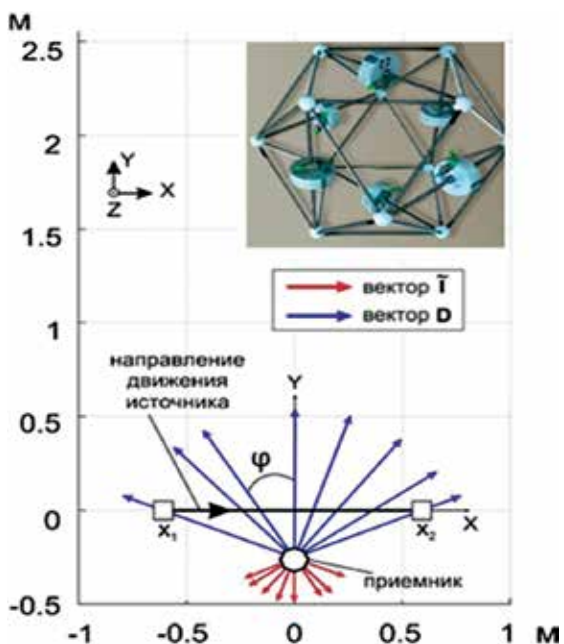 М
2.5
2
1.5
1
0.5
0
-0.5
Y
X
Z
вектор Ĩ
вектор D
направление
движения
источника
Y
φ
X
X₁
X₂
приемник
-1
-0.5
0
0.5
1
М